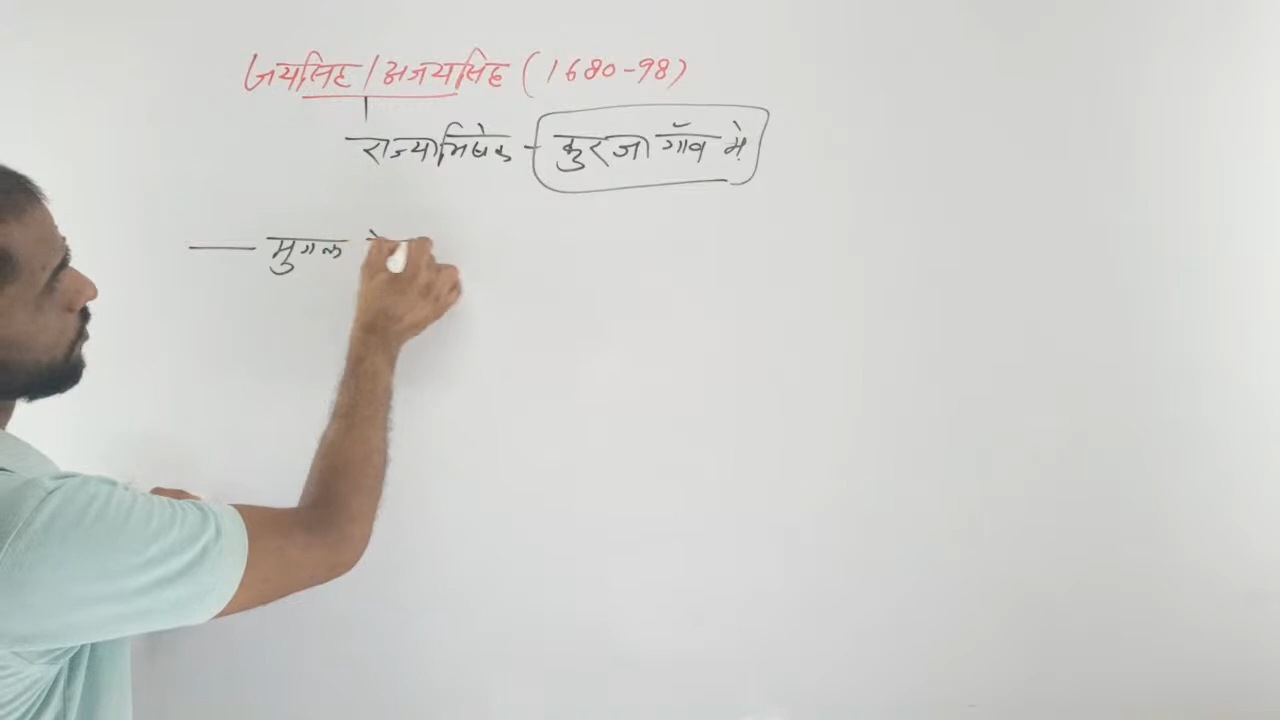 जयसिंह / अजयसिंह (1680-98)
राज्याभिषेक - कुरजा गाँव मे
मुगल